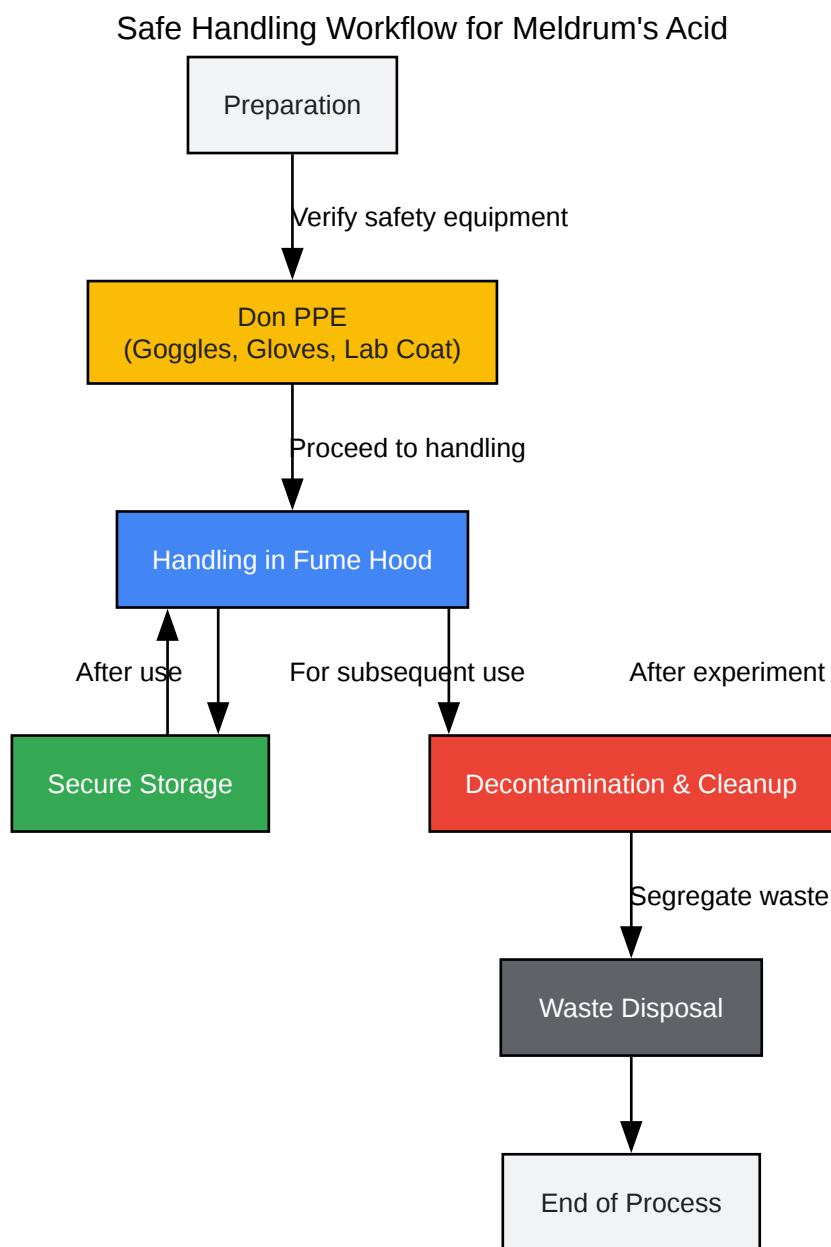 Safe Handling Workflow for Meldrum's Acid
Preparation
Verify safety equipment
Don PPE
(Goggles, Gloves, Lab Coat)
Proceed to handling
Handling in Fume Hood
After use
For subsequent use
After experiment
Secure Storage
Decontamination & Cleanup
Segregate waste
Waste Disposal
End of Process